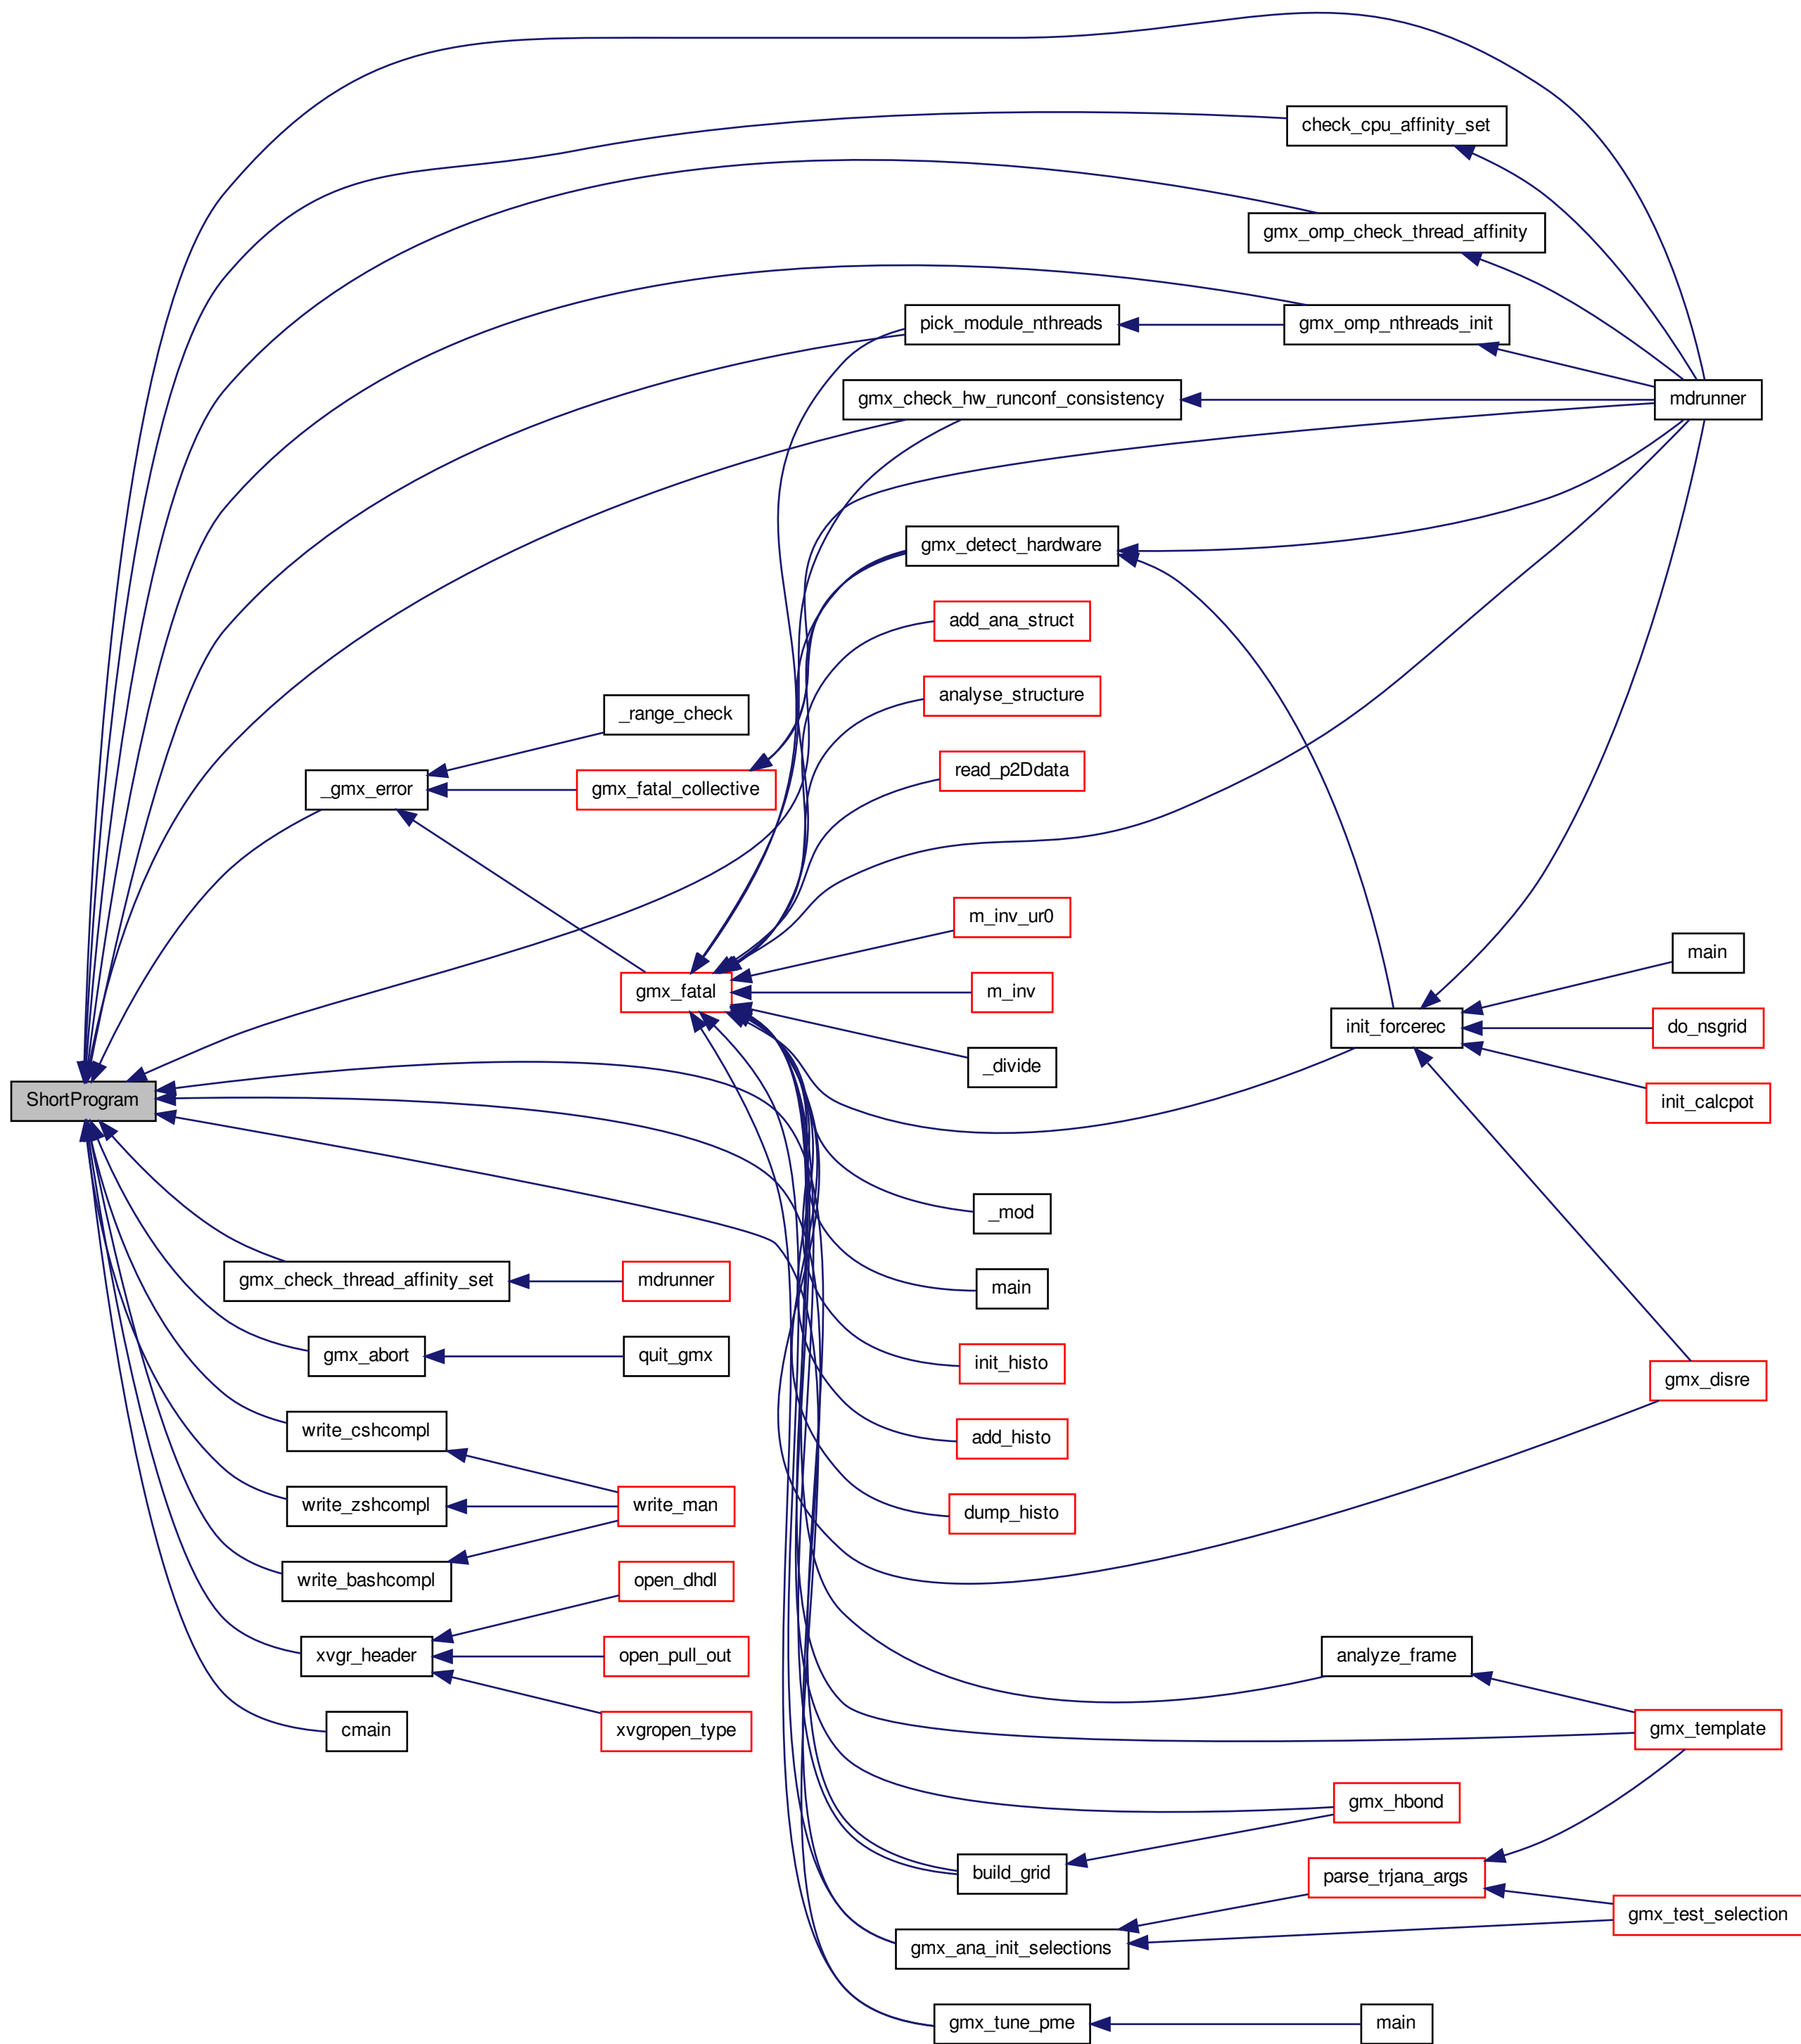 check_cpu_affinity_set
gmx_omp_check_thread_affinity
pick_module_nthreads
gmx_omp_nthreads_init
gmx_check_hw_runconf_consistency
mdrunner
gmx_detect_hardware
add_ana_struct
analyse_structure
_range_check
read_p2Ddata
_gmx_error
gmx_fatal_collective
m_inv_ur0
main
gmx_fatal
m_inv
init_forcerec
do_nsgrid
_divide
ShortProgram
init_calcpot
_mod
gmx_check_thread_affinity_set
mdrunner
main
gmx_abort
quit_gmx
init_histo
gmx_disre
write_cshcompl
add_histo
write_zshcompl
write_man
dump_histo
write_bashcompl
open_dhdl
xvgr_header
open_pull_out
analyze_frame
cmain
xvgropen_type
gmx_template
gmx_hbond
build_grid
parse_trjana_args
gmx_test_selection
gmx_ana_init_selections
gmx_tune_pme
main